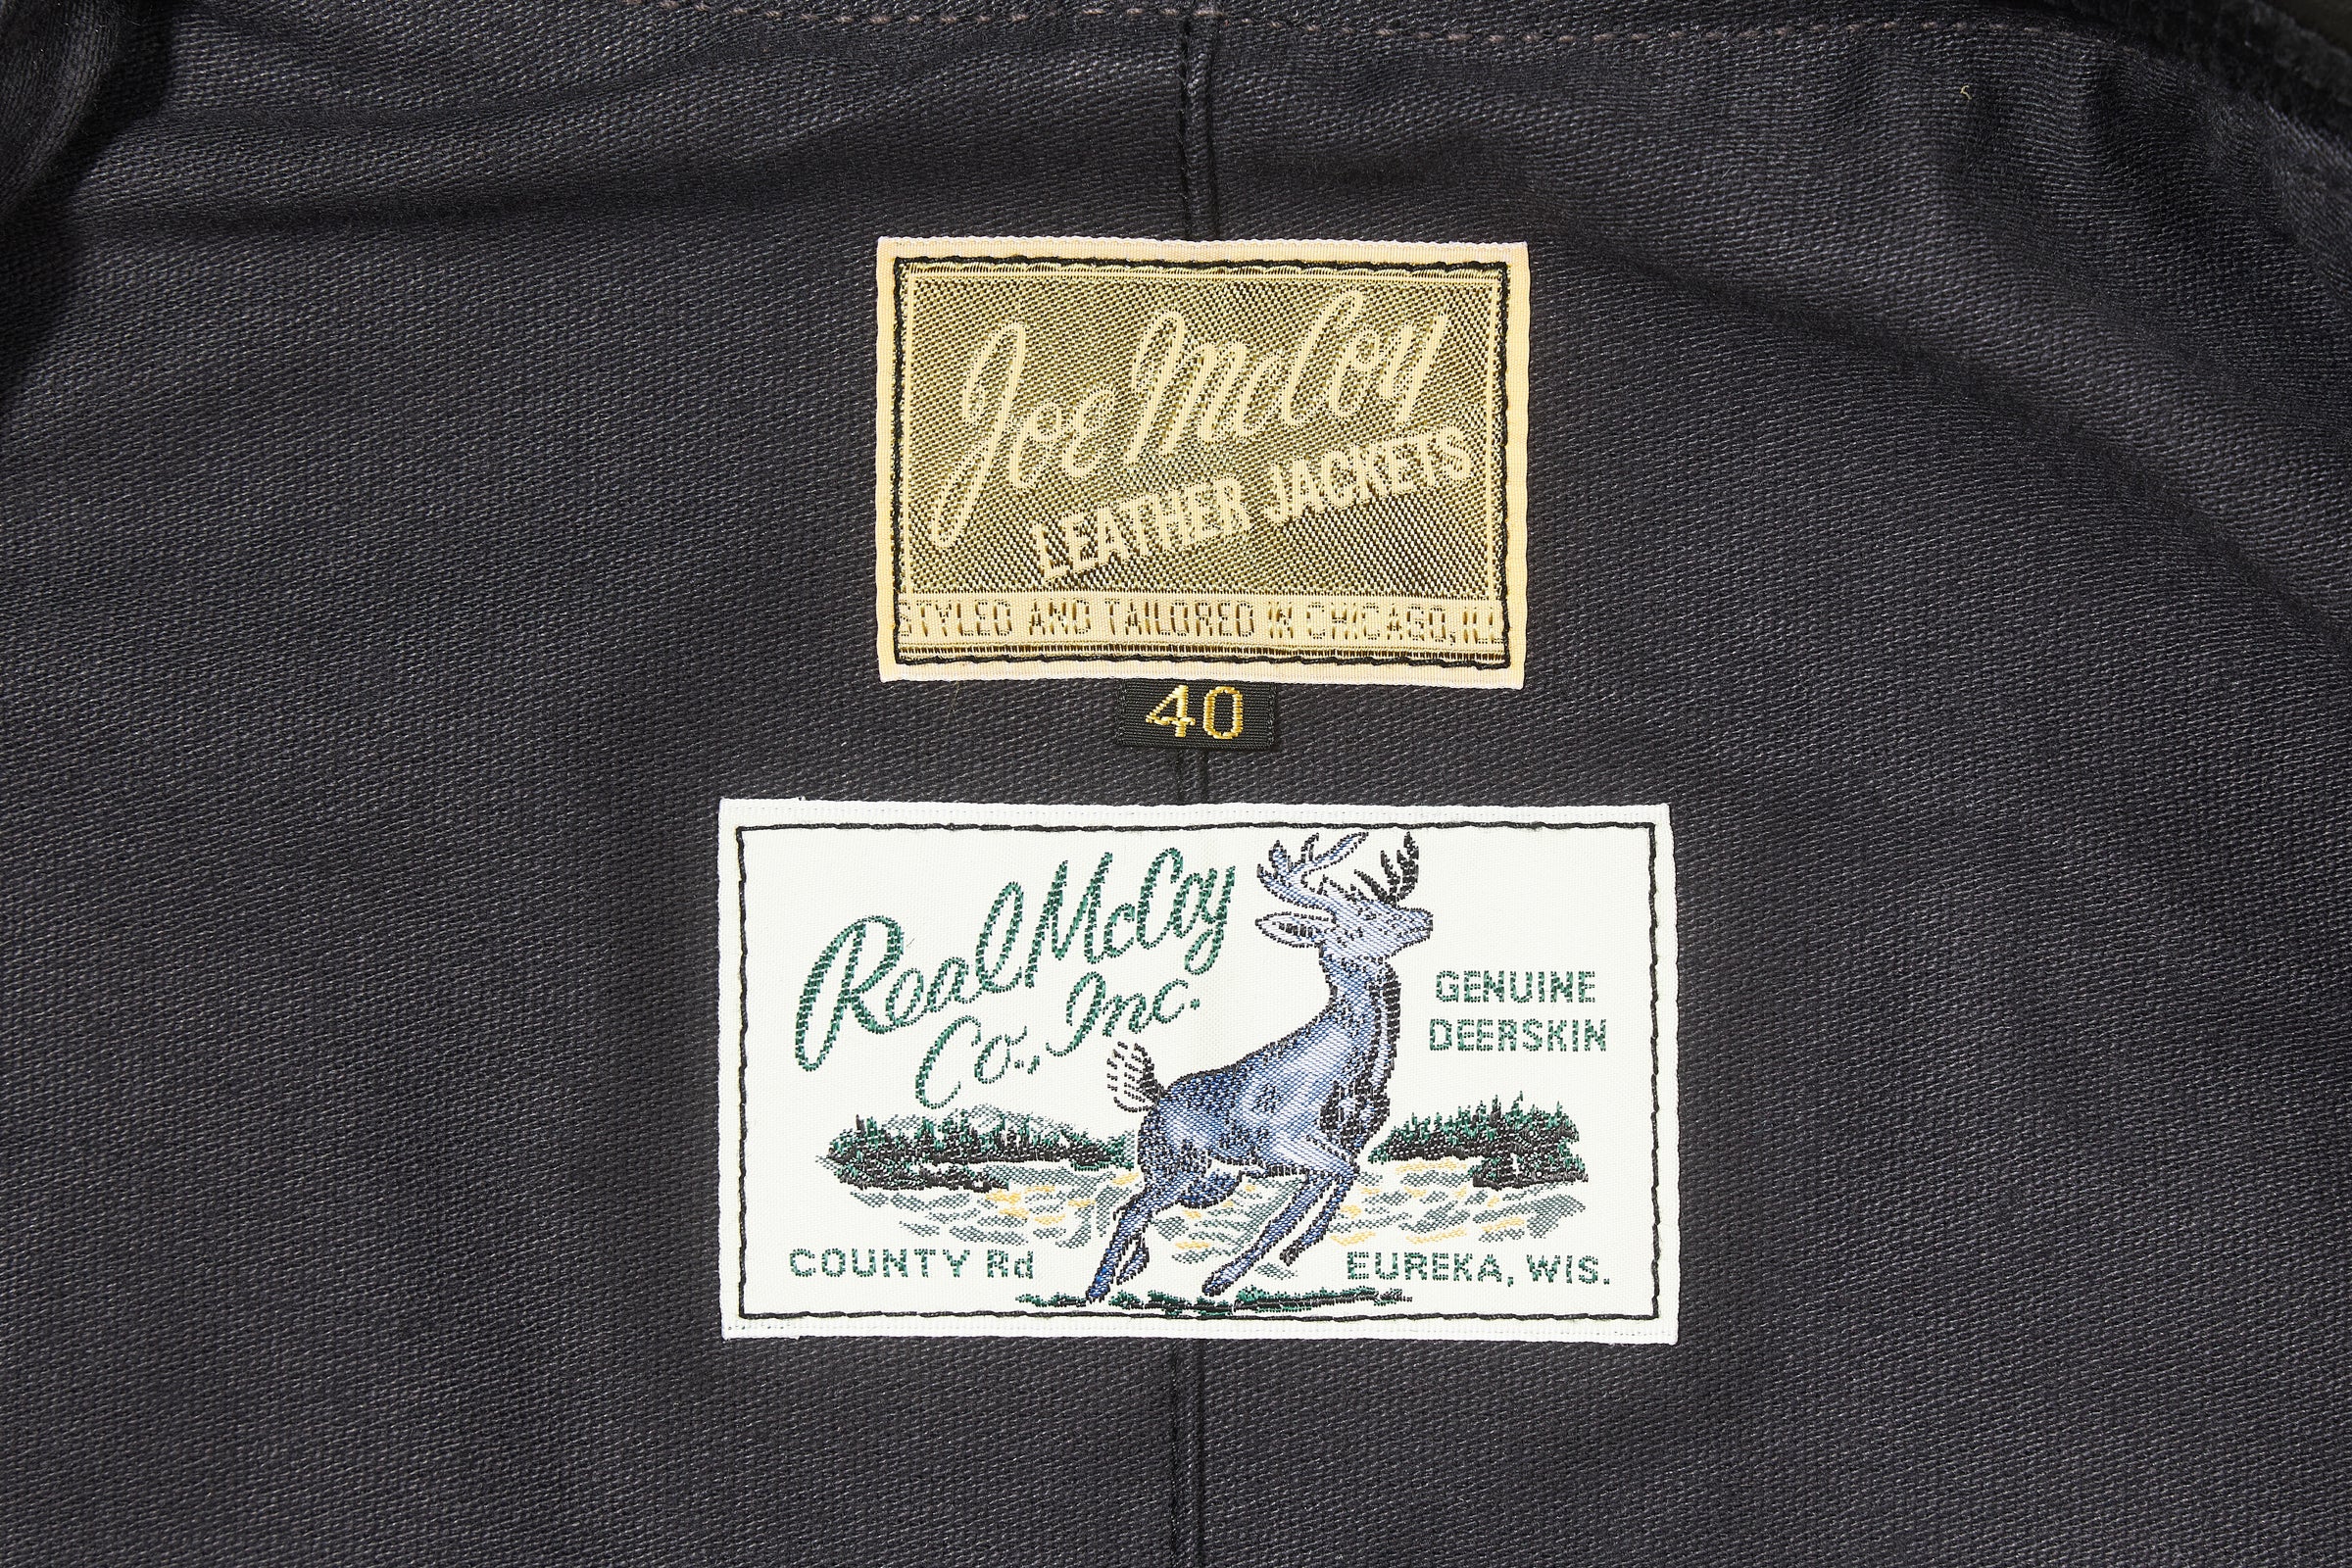 Joe McCoy
LEATHER JACKETS
STYLED AND TAILORED IN CHICAGO, ILL
40
Real McCoy
Co., Inc.
GENUINE
DEERSKIN
COUNTY Rd
EUREKA, WIS.